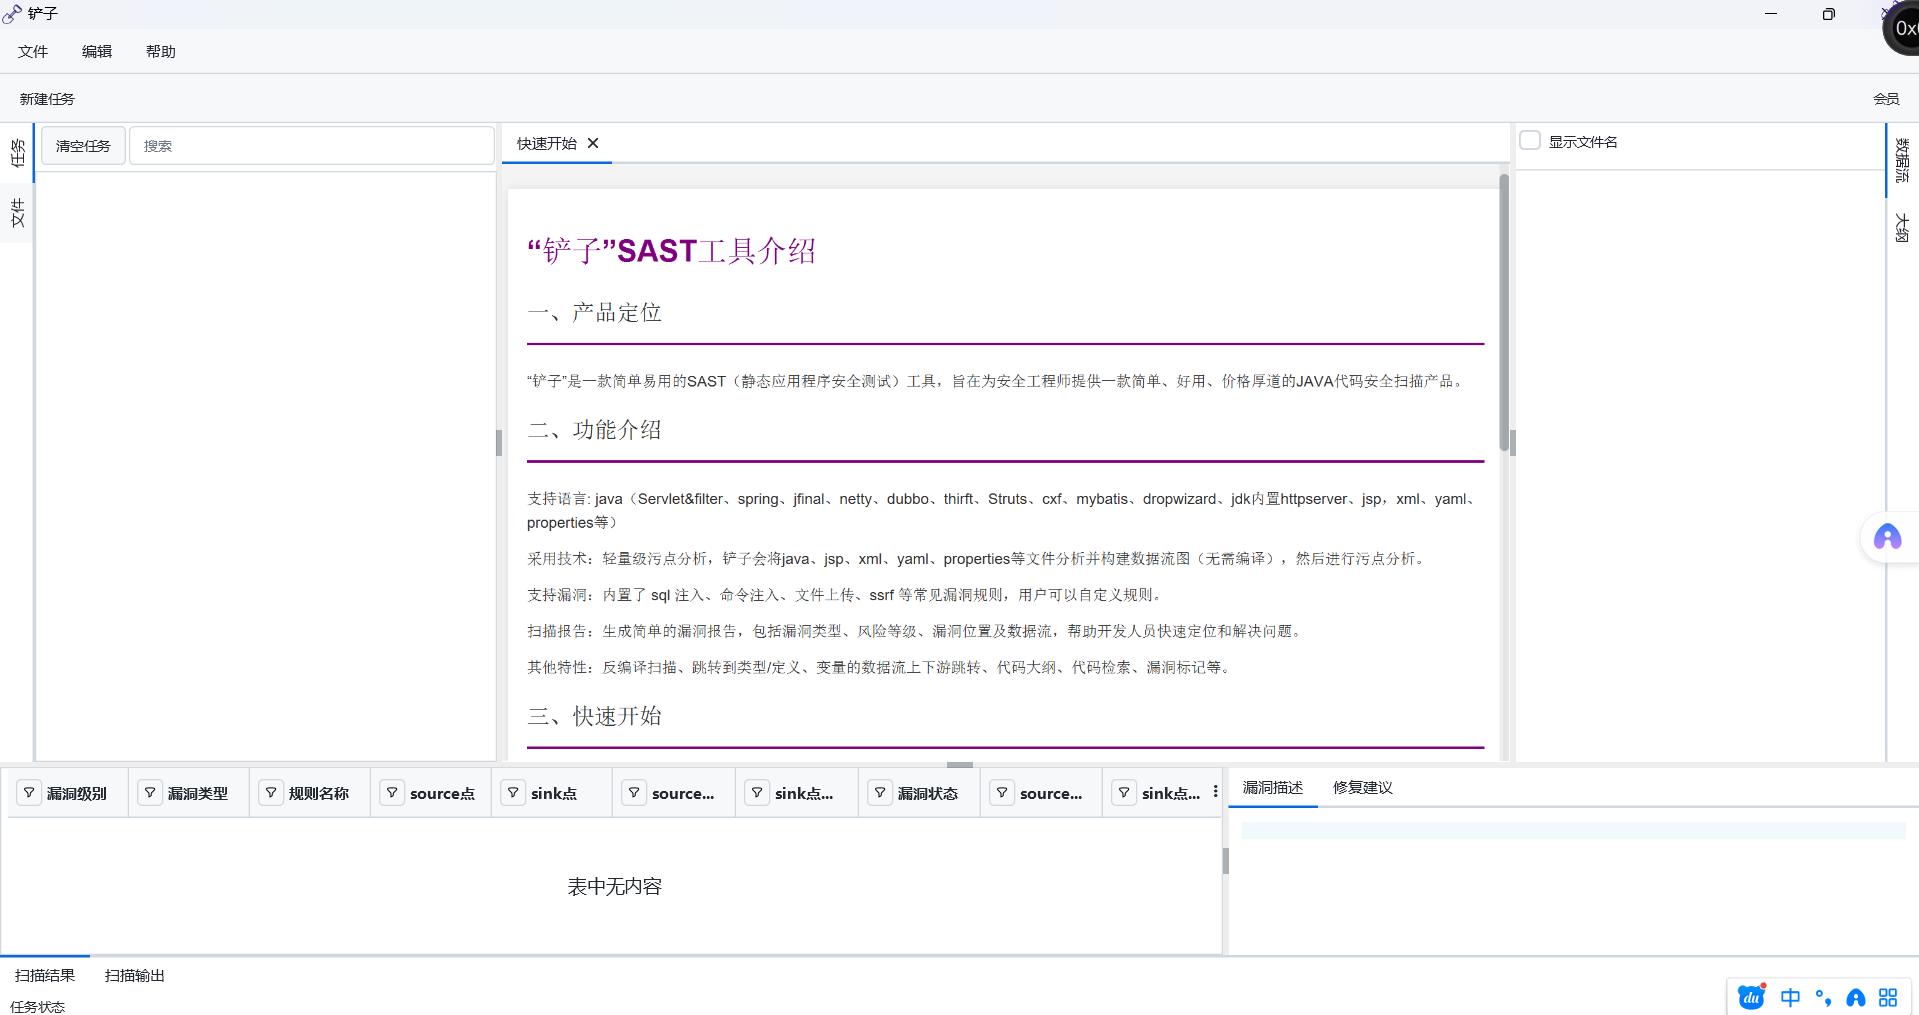 铲子
0x
文件 编辑 帮助
新建任务
会员
任务
文件
清空任务
搜索
快速开始
“铲子”SAST工具介绍
一、产品定位
“铲子”是一款简单易用的SAST（静态应用程序安全测试）工具，旨在为安全工程师提供一款简单、好用、价格厚道的JAVA代码安全扫描产品。
二、功能介绍
支持语言: java（Servlet&filter、spring、jfinal、netty、dubbo、thirft、Struts、cxf、mybatis、dropwizard、jdk内置httpserver、jsp，xml、yaml、
properties等）
采用技术：轻量级污点分析，铲子会将java、jsp、xml、yaml、properties等文件分析并构建数据流图（无需编译），然后进行污点分析。
支持漏洞：内置了 sql 注入、命令注入、文件上传、ssrf 等常见漏洞规则，用户可以自定义规则。
扫描报告：生成简单的漏洞报告，包括漏洞类型、风险等级、漏洞位置及数据流，帮助开发人员快速定位和解决问题。
其他特性：反编译扫描、跳转到类型/定义、变量的数据流上下游跳转、代码大纲、代码检索、漏洞标记等。
三、快速开始
显示文件名
数据流
大纲
漏洞级别 漏洞类型 规则名称 source点 sink点 source... sink点... 漏洞状态 source... sink点...
表中无内容
漏洞描述 修复建议
扫描结果 扫描输出
任务状态
du 中